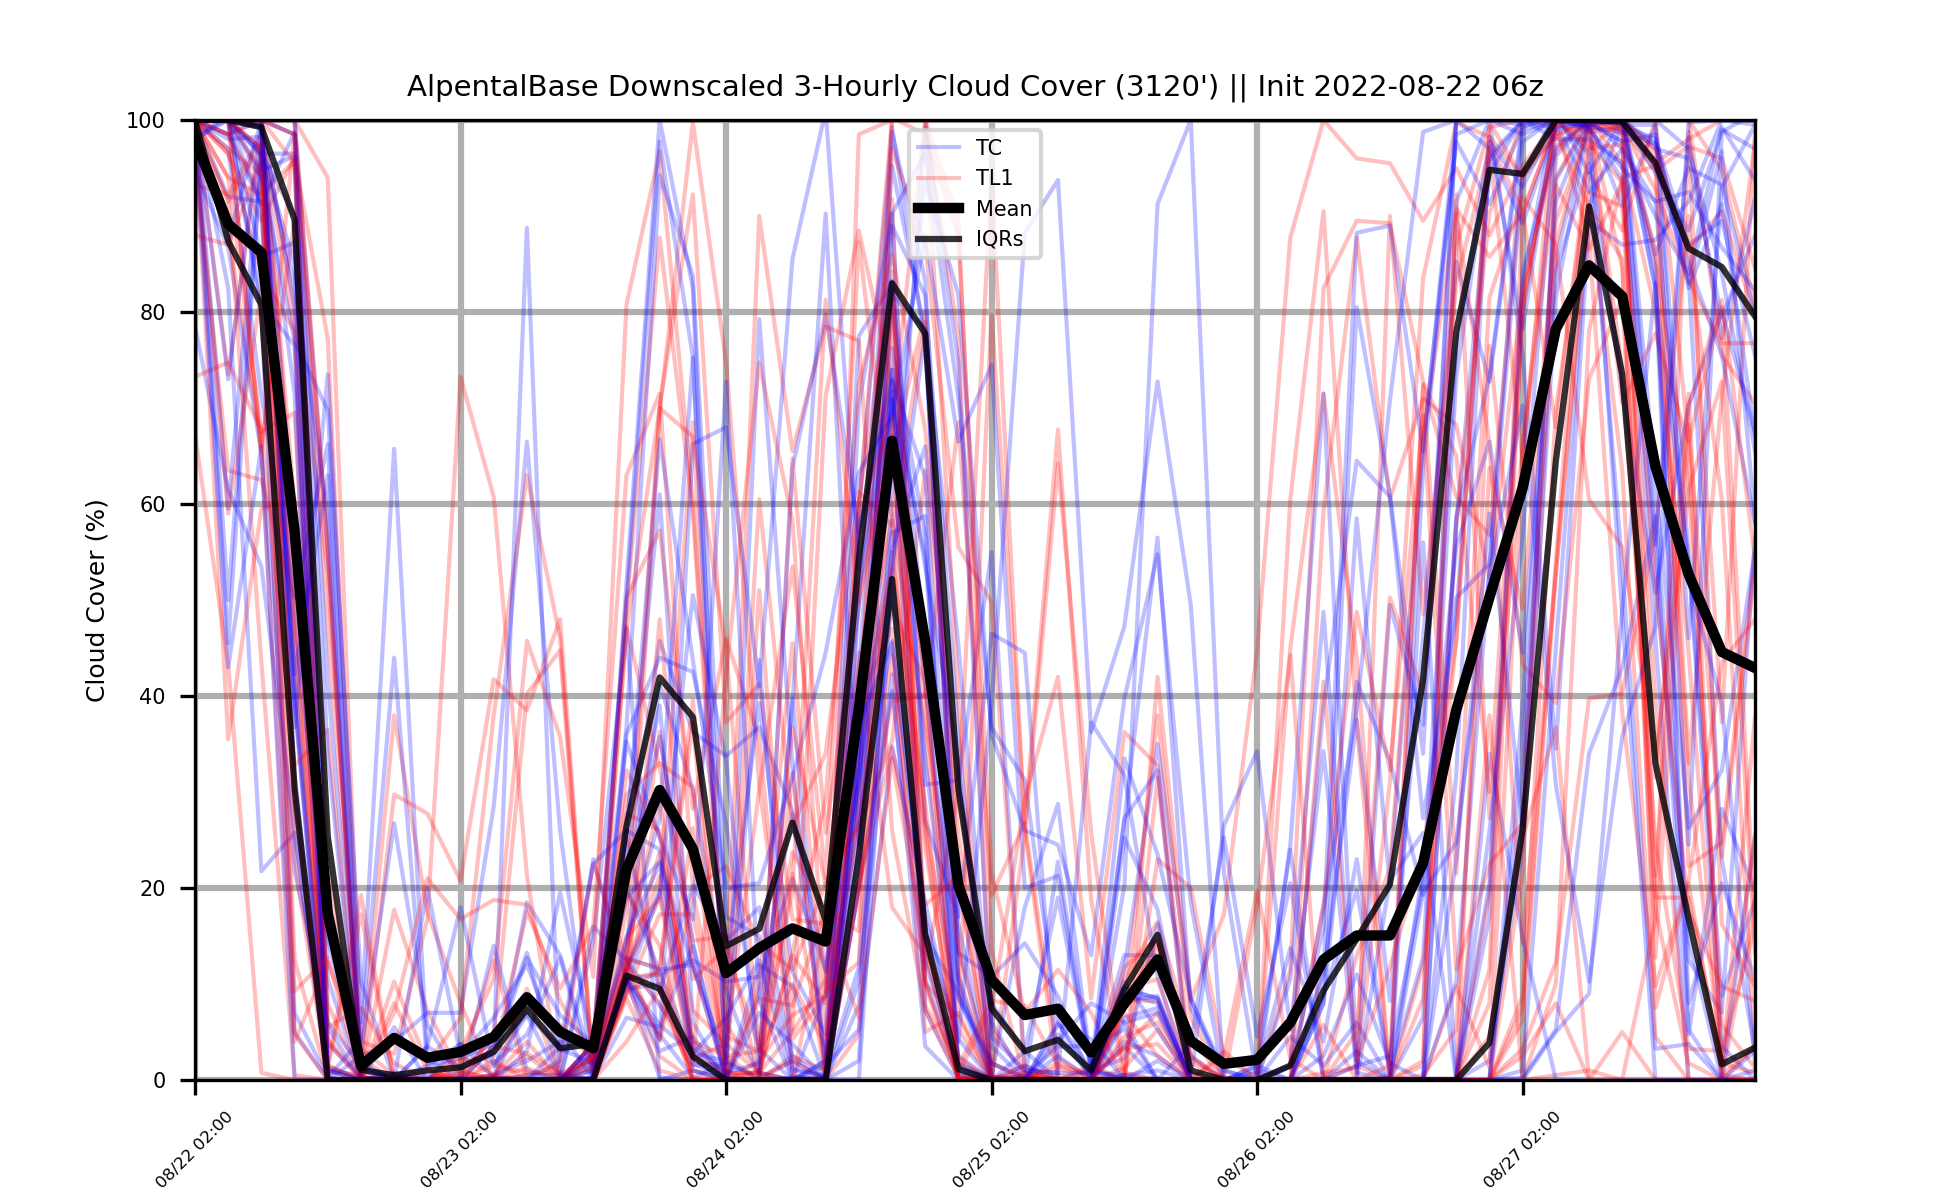 AlpentalBase Downscaled 3-Hourly Cloud Cover (3120') || Init 2022-08-22 06z
TC
TL1
Mean
IQRs
Cloud Cover (%)
100
80
60
40
20
0
08/22 02:00
08/23 02:00
08/24 02:00
08/25 02:00
08/26 02:00
08/27 02:00